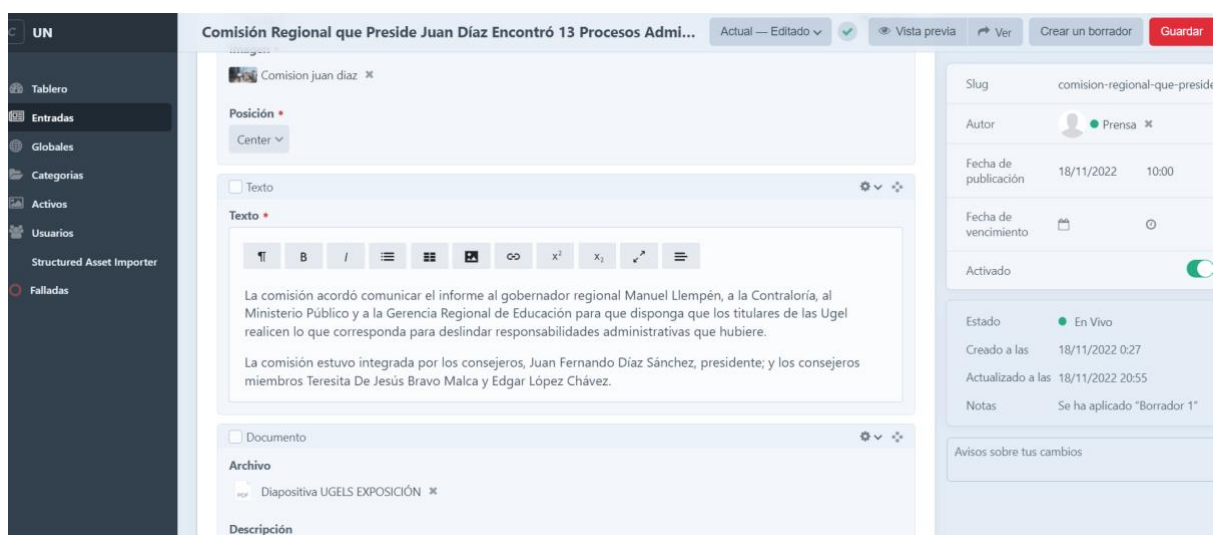 C UN
Comisión Regional que Preside Juan Díaz Encontró 13 Procesos Admi...
Actual — Editado
Vista previa
Ver
Crear un borrador
Guardar
Tablero
Entradas
Globales
Categorias
Activos
Usuarios
Structured Asset Importer
Falladas
Imagen
Comision juan diaz
Posición
Center
Texto
Texto
¶ B I x² x₂
La comisión acordó comunicar el informe al gobernador regional Manuel Llempén, a la Contraloría, al
Ministerio Público y a la Gerencia Regional de Educación para que disponga que los titulares de las Ugel
realicen lo que corresponda para deslindar responsabilidades administrativas que hubiere.
La comisión estuvo integrada por los consejeros, Juan Fernando Díaz Sánchez, presidente; y los consejeros
miembros Teresita De Jesús Bravo Malca y Edgar López Chávez.
Documento
Archivo
PDF Diapositiva UGELS EXPOSICIÓN
Descripción
Slug comision-regional-que-preside
Autor Prensa
Fecha de
publicación 18/11/2022 10:00
Fecha de
vencimiento
Activado
Estado En Vivo
Creado a las 18/11/2022 0:27
Actualizado a las 18/11/2022 20:55
Notas Se ha aplicado "Borrador 1"
Avisos sobre tus cambios